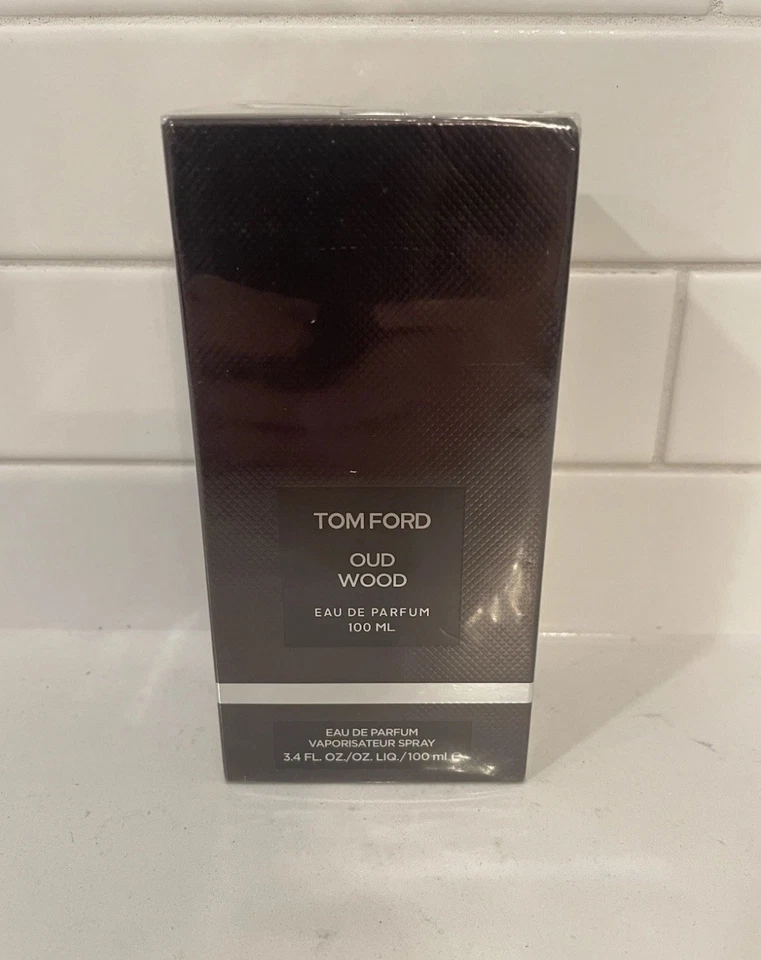 TOM FORD
OUD
WOOD
EAU DE PARFUM
100 ML
EAU DE PARFUM
VAPORISATEUR SPRAY
3.4 FL. OZ./OZ. LIQ./100 ml ℮